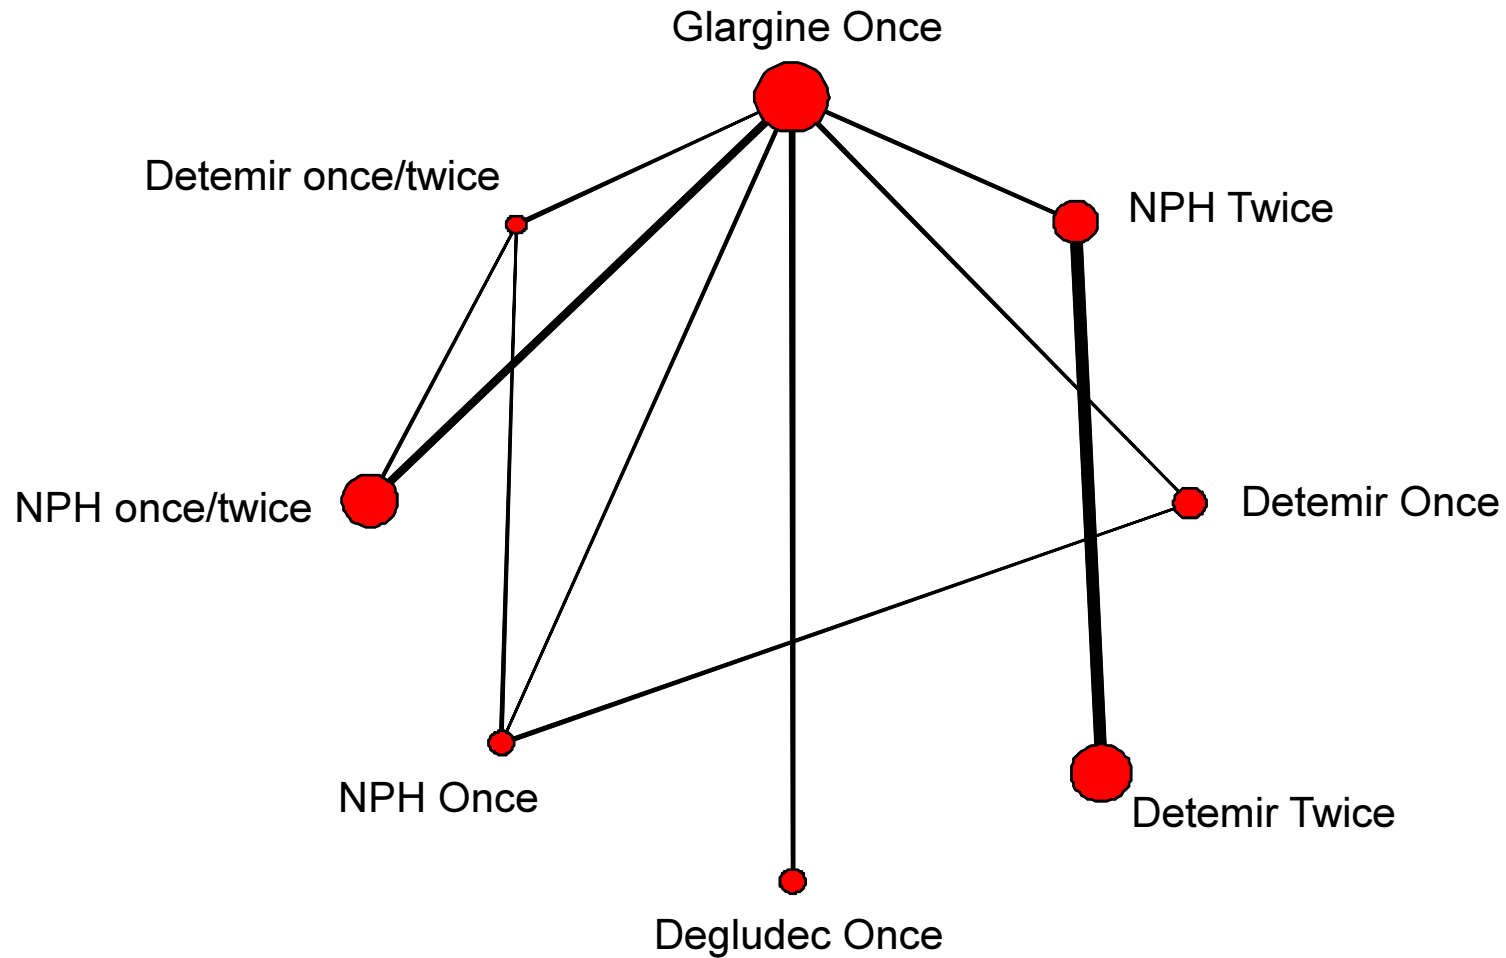 Glargine Once
Detemir once/twice
NPH Twice
NPH once/twice
Detemir Once
NPH Once
Detemir Twice
Degludec Once